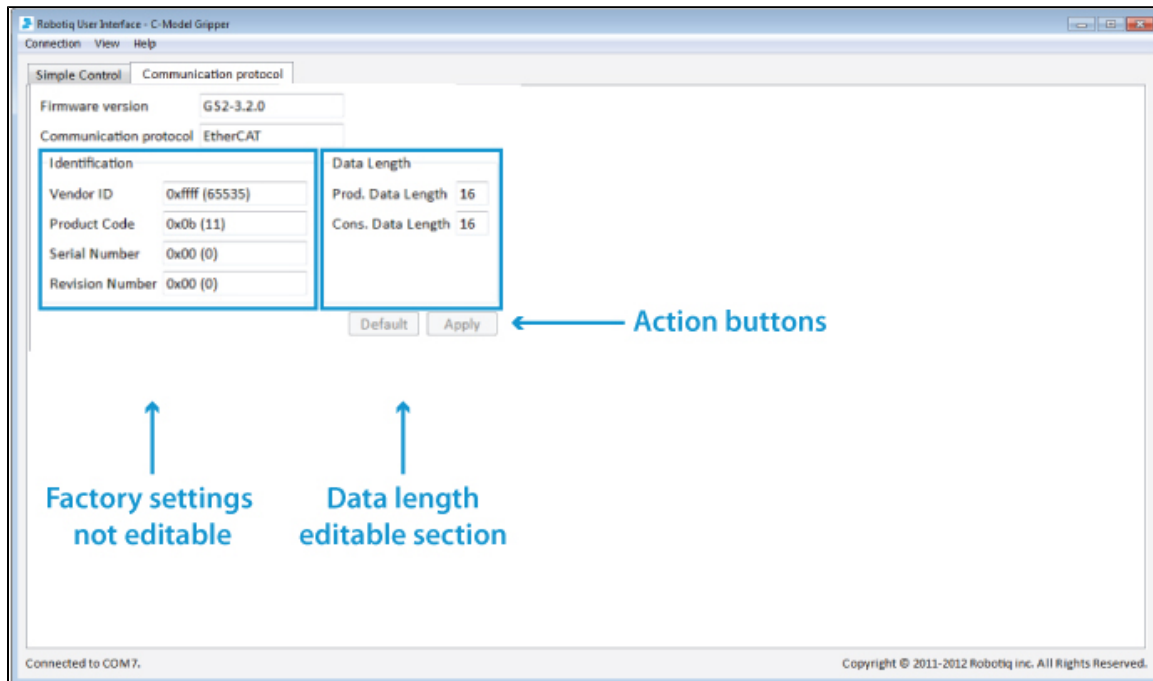 Robotiq User Interface - C-Model Gripper
Connection View Help
Simple Control Communication protocol
Firmware version GS2-3.2.0
Communication protocol EtherCAT
Identification
Vendor ID 0xffff (65535)
Product Code 0x0b (11)
Serial Number 0x00 (0)
Revision Number 0x00 (0)
Data Length
Prod. Data Length 16
Cons. Data Length 16
Default Apply
Action buttons
Factory settings
not editable
Data length
editable section
Connected to COM7.
Copyright © 2011-2012 Robotiq inc. All Rights Reserved.